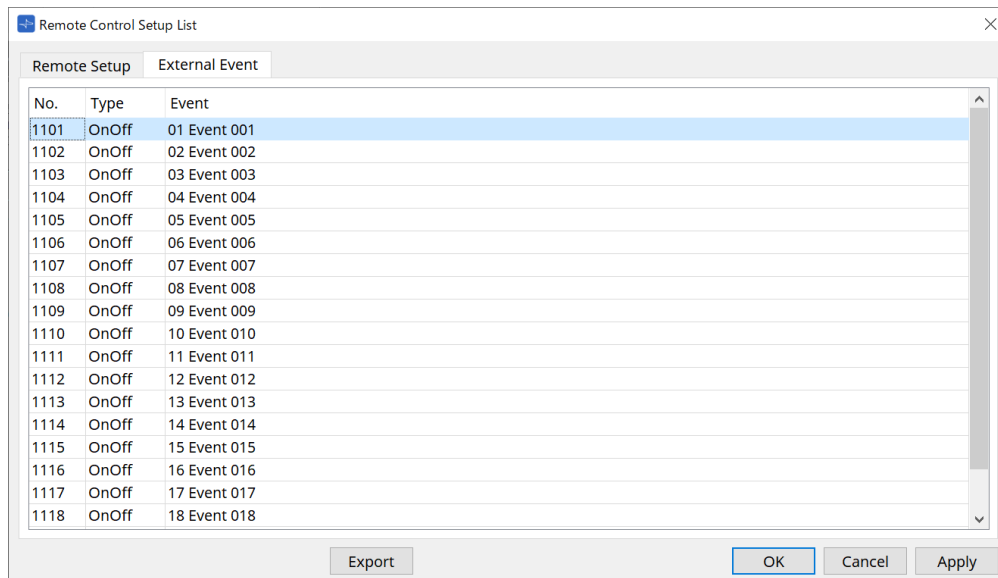 Remote Control Setup List
Remote Setup External Event
No. Type Event
1101 OnOff 01 Event 001
1102 OnOff 02 Event 002
1103 OnOff 03 Event 003
1104 OnOff 04 Event 004
1105 OnOff 05 Event 005
1106 OnOff 06 Event 006
1107 OnOff 07 Event 007
1108 OnOff 08 Event 008
1109 OnOff 09 Event 009
1110 OnOff 10 Event 010
1111 OnOff 11 Event 011
1112 OnOff 12 Event 012
1113 OnOff 13 Event 013
1114 OnOff 14 Event 014
1115 OnOff 15 Event 015
1116 OnOff 16 Event 016
1117 OnOff 17 Event 017
1118 OnOff 18 Event 018
Export OK Cancel Apply